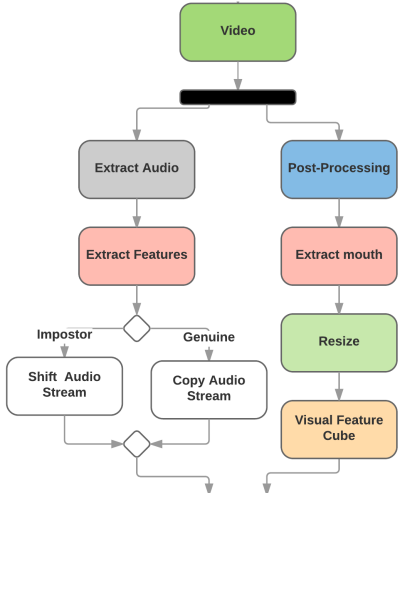 Video
Extract Audio
Post-Processing
Extract Features
Extract mouth
Impostor
Genuine
Resize
Shift Audio
Stream
Copy Audio
Stream
Visual Feature
Cube